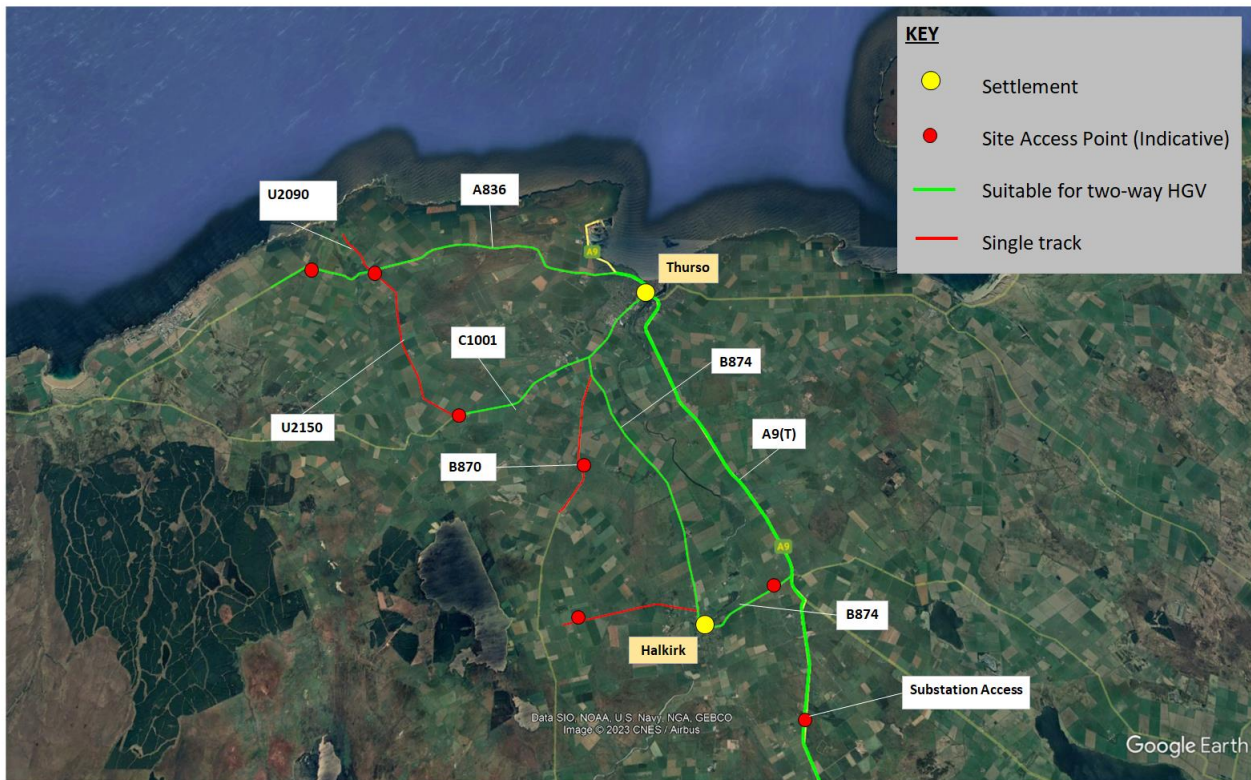 KEY
Settlement
Site Access Point (Indicative)
Suitable for two-way HGV
Single track
U2090
A836
A9
Thurso
C1001
B874
U2150
A9(T)
B870
A9
B874
Halkirk
Substation Access
Data SIO, NOAA, U.S. Navy, NGA, GEBCO
Image © 2023 CNES / Airbus
Google Earth